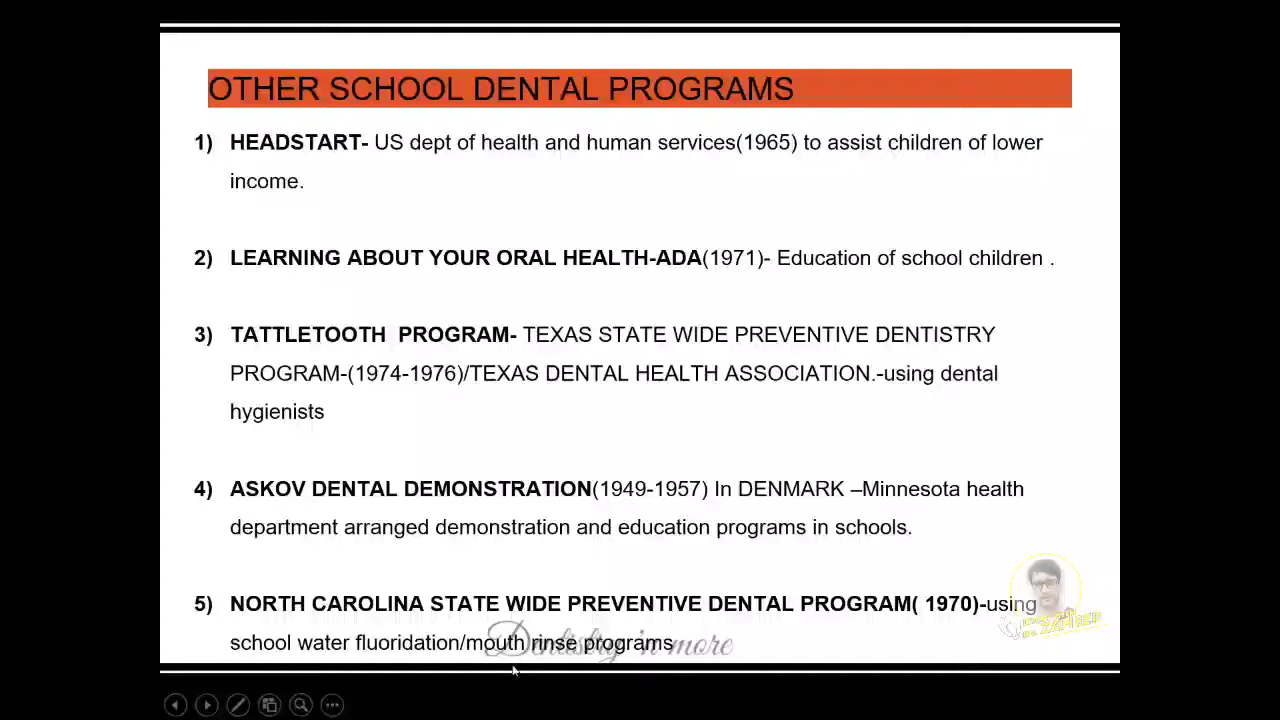 OTHER SCHOOL DENTAL PROGRAMS
1) HEADSTART- US dept of health and human services(1965) to assist children of lower
income.
2) LEARNING ABOUT YOUR ORAL HEALTH-ADA(1971)- Education of school children .
3) TATTLETOOTH PROGRAM- TEXAS STATE WIDE PREVENTIVE DENTISTRY
PROGRAM-(1974-1976)/TEXAS DENTAL HEALTH ASSOCIATION.-using dental
hygienists
4) ASKOV DENTAL DEMONSTRATION(1949-1957) In DENMARK –Minnesota health
department arranged demonstration and education programs in schools.
5) NORTH CAROLINA STATE WIDE PREVENTIVE DENTAL PROGRAM( 1970)-using
school water fluoridation/mouth rinse programs
Dentistry 'n more